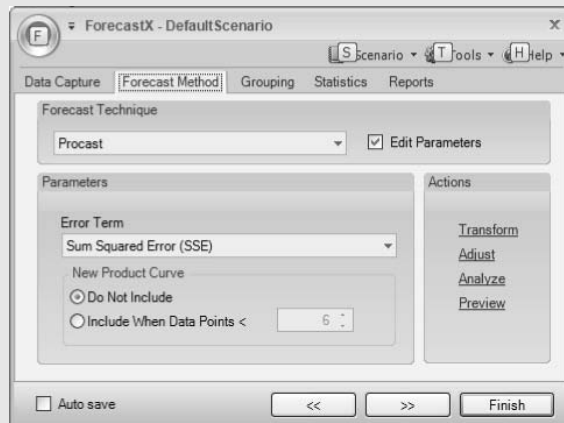 F
ForecastX - DefaultScenario
x
S cenario T ools H Help
Data Capture Forecast Method Grouping Statistics Reports
Forecast Technique
Procast
Edit Parameters
Parameters
Error Term
Sum Squared Error (SSE)
New Product Curve
Do Not Include
Include When Data Points < 6
Actions
Transform
Adjust
Analyze
Preview
Auto save
<< >> Finish